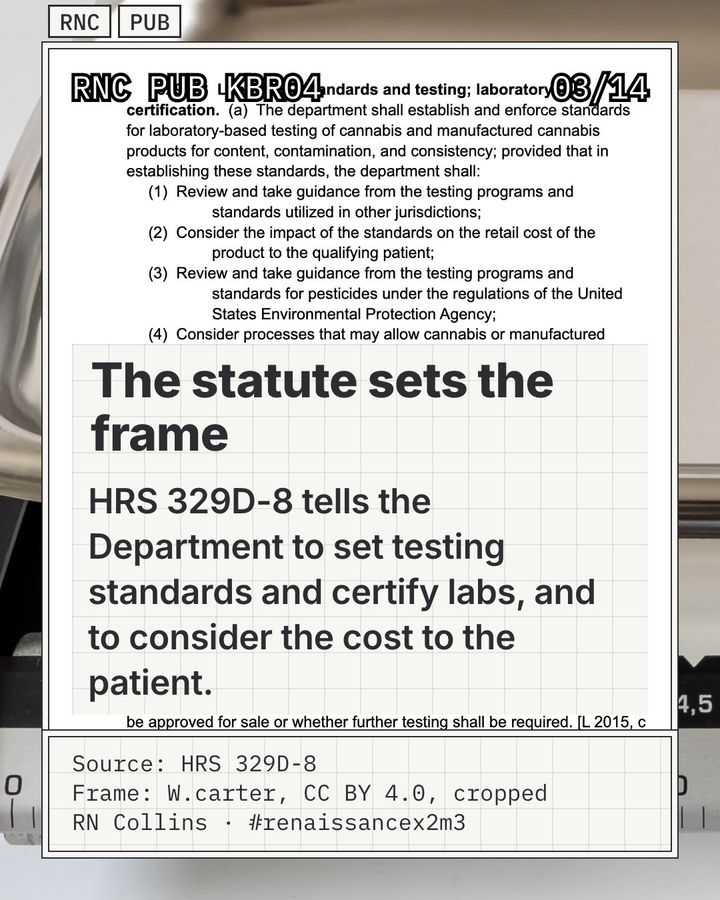 RNC PUB
RNC PUB KBR04 03/14
andards and testing; laboratory
certification. (a) The department shall establish and enforce standards
for laboratory-based testing of cannabis and manufactured cannabis
products for content, contamination, and consistency; provided that in
establishing these standards, the department shall:
(1) Review and take guidance from the testing programs and
standards utilized in other jurisdictions;
(2) Consider the impact of the standards on the retail cost of the
product to the qualifying patient;
(3) Review and take guidance from the testing programs and
standards for pesticides under the regulations of the United
States Environmental Protection Agency;
(4) Consider processes that may allow cannabis or manufactured
The statute sets the
frame
HRS 329D-8 tells the
Department to set testing
standards and certify labs, and
to consider the cost to the
patient.
be approved for sale or whether further testing shall be required. [L 2015, c
4,5
Source: HRS 329D-8
Frame: W.carter, CC BY 4.0, cropped
RN Collins · #renaissancex2m3
0